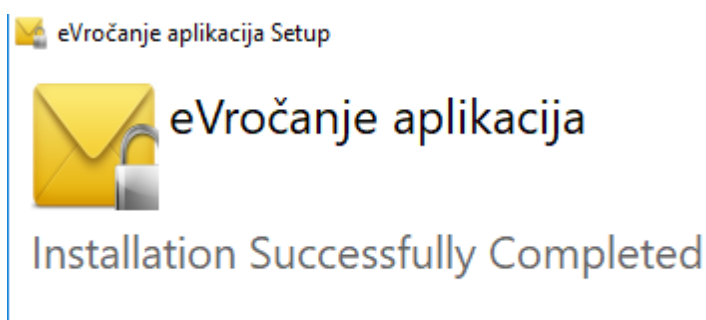 eVročanje aplikacija Setup
eVročanje aplikacija
Installation Successfully Completed